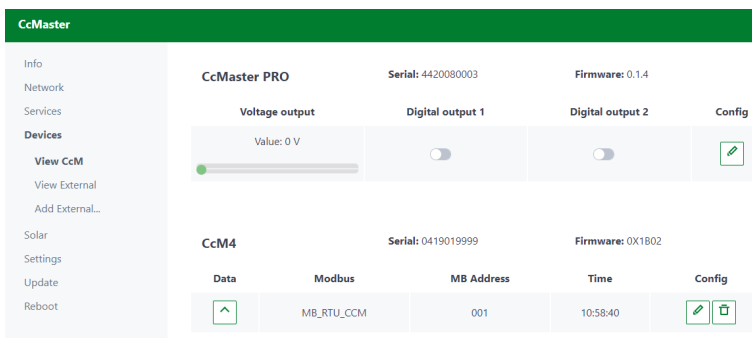 CcMaster
Info
Network
Services
Devices
View CcM
View External
Add External...
Solar
Settings
Update
Reboot
CcMaster PRO Serial: 4420080003 Firmware: 0.1.4
Voltage output Digital output 1 Digital output 2 Config
Value: 0 V
CcM4 Serial: 0419019999 Firmware: 0X1B02
Data Modbus MB Address Time Config
MB_RTU_CCM 001 10:58:40